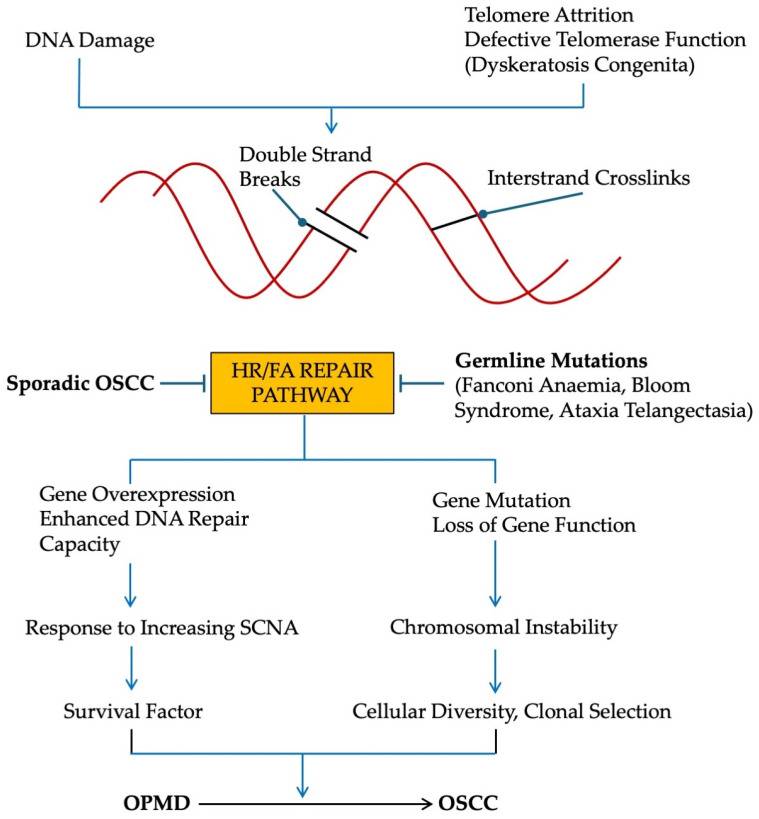 DNA Damage
Telomere Attrition
Defective Telomerase Function
(Dyskeratosis Congenita)
Double Strand
Breaks
Interstrand Crosslinks
Sporadic OSCC
HR/FA REPAIR
PATHWAY
Germline Mutations
(Fanconi Anaemia, Bloom
Syndrome, Ataxia Telangectasia)
Gene Overexpression
Enhanced DNA Repair
Capacity
Gene Mutation
Loss of Gene Function
Response to Increasing SCNA
Chromosomal Instability
Survival Factor
Cellular Diversity, Clonal Selection
OPMD
OSCC